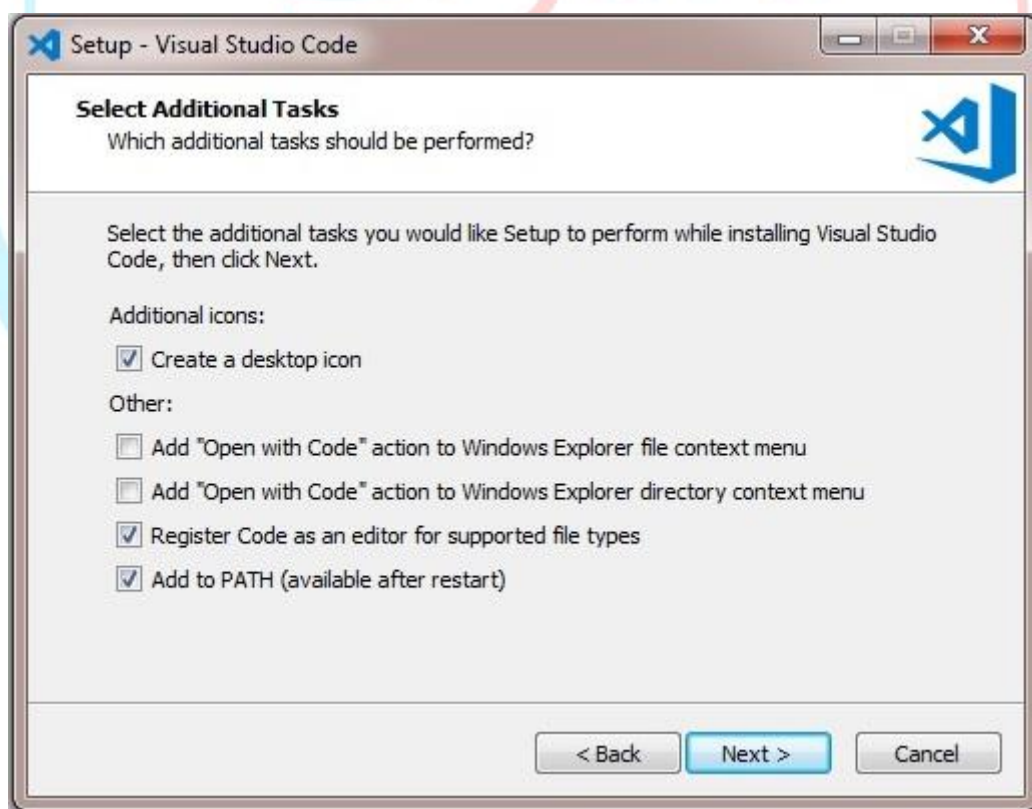 Setup - Visual Studio Code
Select Additional Tasks
Which additional tasks should be performed?
Select the additional tasks you would like Setup to perform while installing Visual Studio
Code, then click Next.
Additional icons:
Create a desktop icon
Other:
Add "Open with Code" action to Windows Explorer file context menu
Add "Open with Code" action to Windows Explorer directory context menu
Register Code as an editor for supported file types
Add to PATH (available after restart)
< Back Next > Cancel